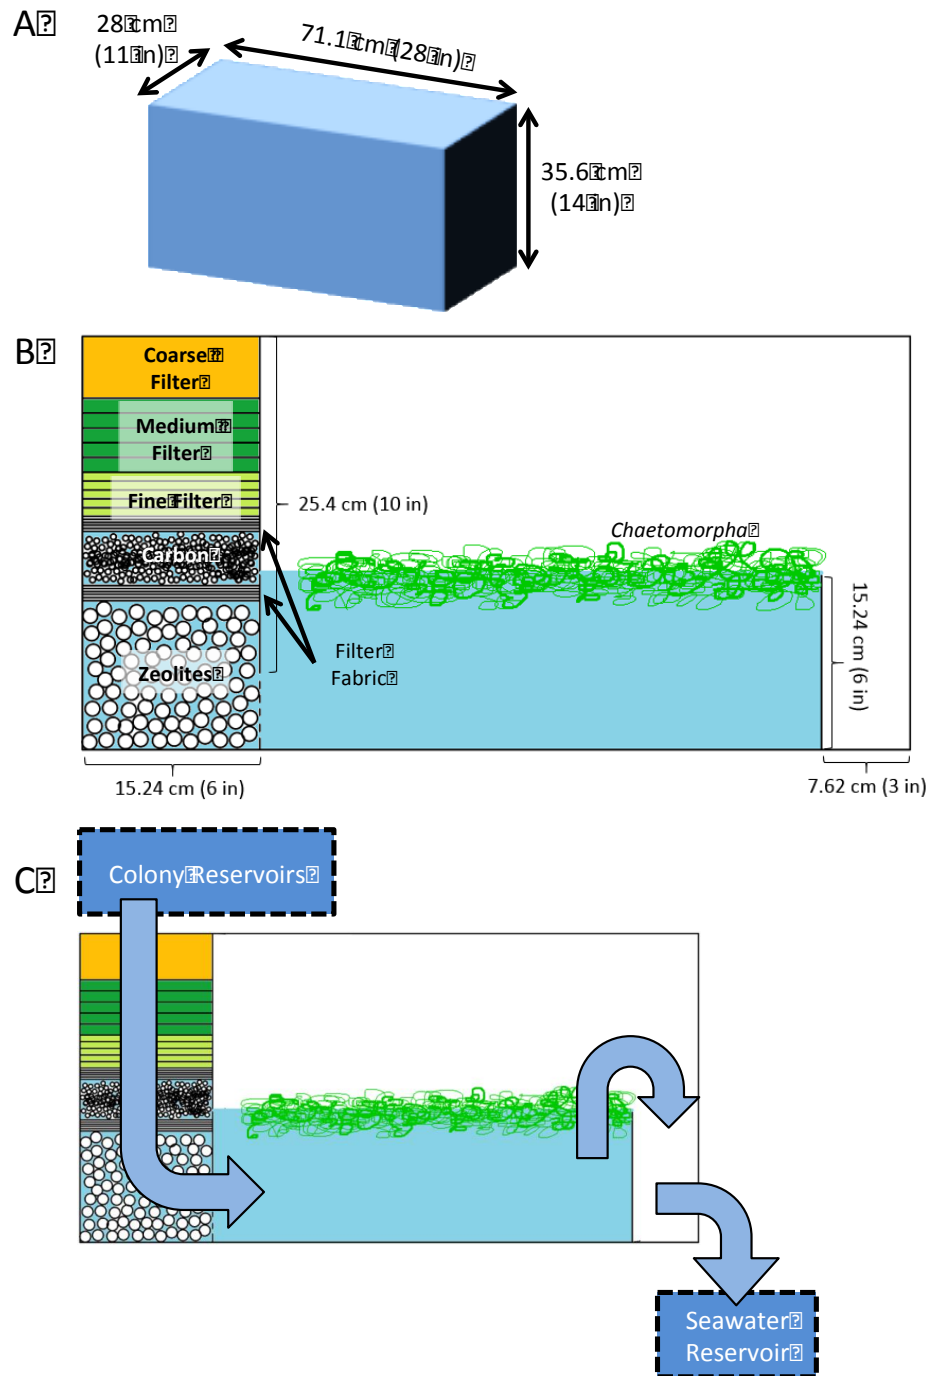 A
28 cm
(11 in)
71.1 cm (28 in)
35.6 cm
(14 in)
B
Coarse
Filter
Medium
Filter
Fine Filter
Carbon
Zeolites
25.4 cm (10 in)
Chaetomorpha
Filter
Fabric
15.24 cm
(6 in)
15.24 cm (6 in)
7.62 cm (3 in)
C
Colony Reservoirs
Seawater
Reservoir